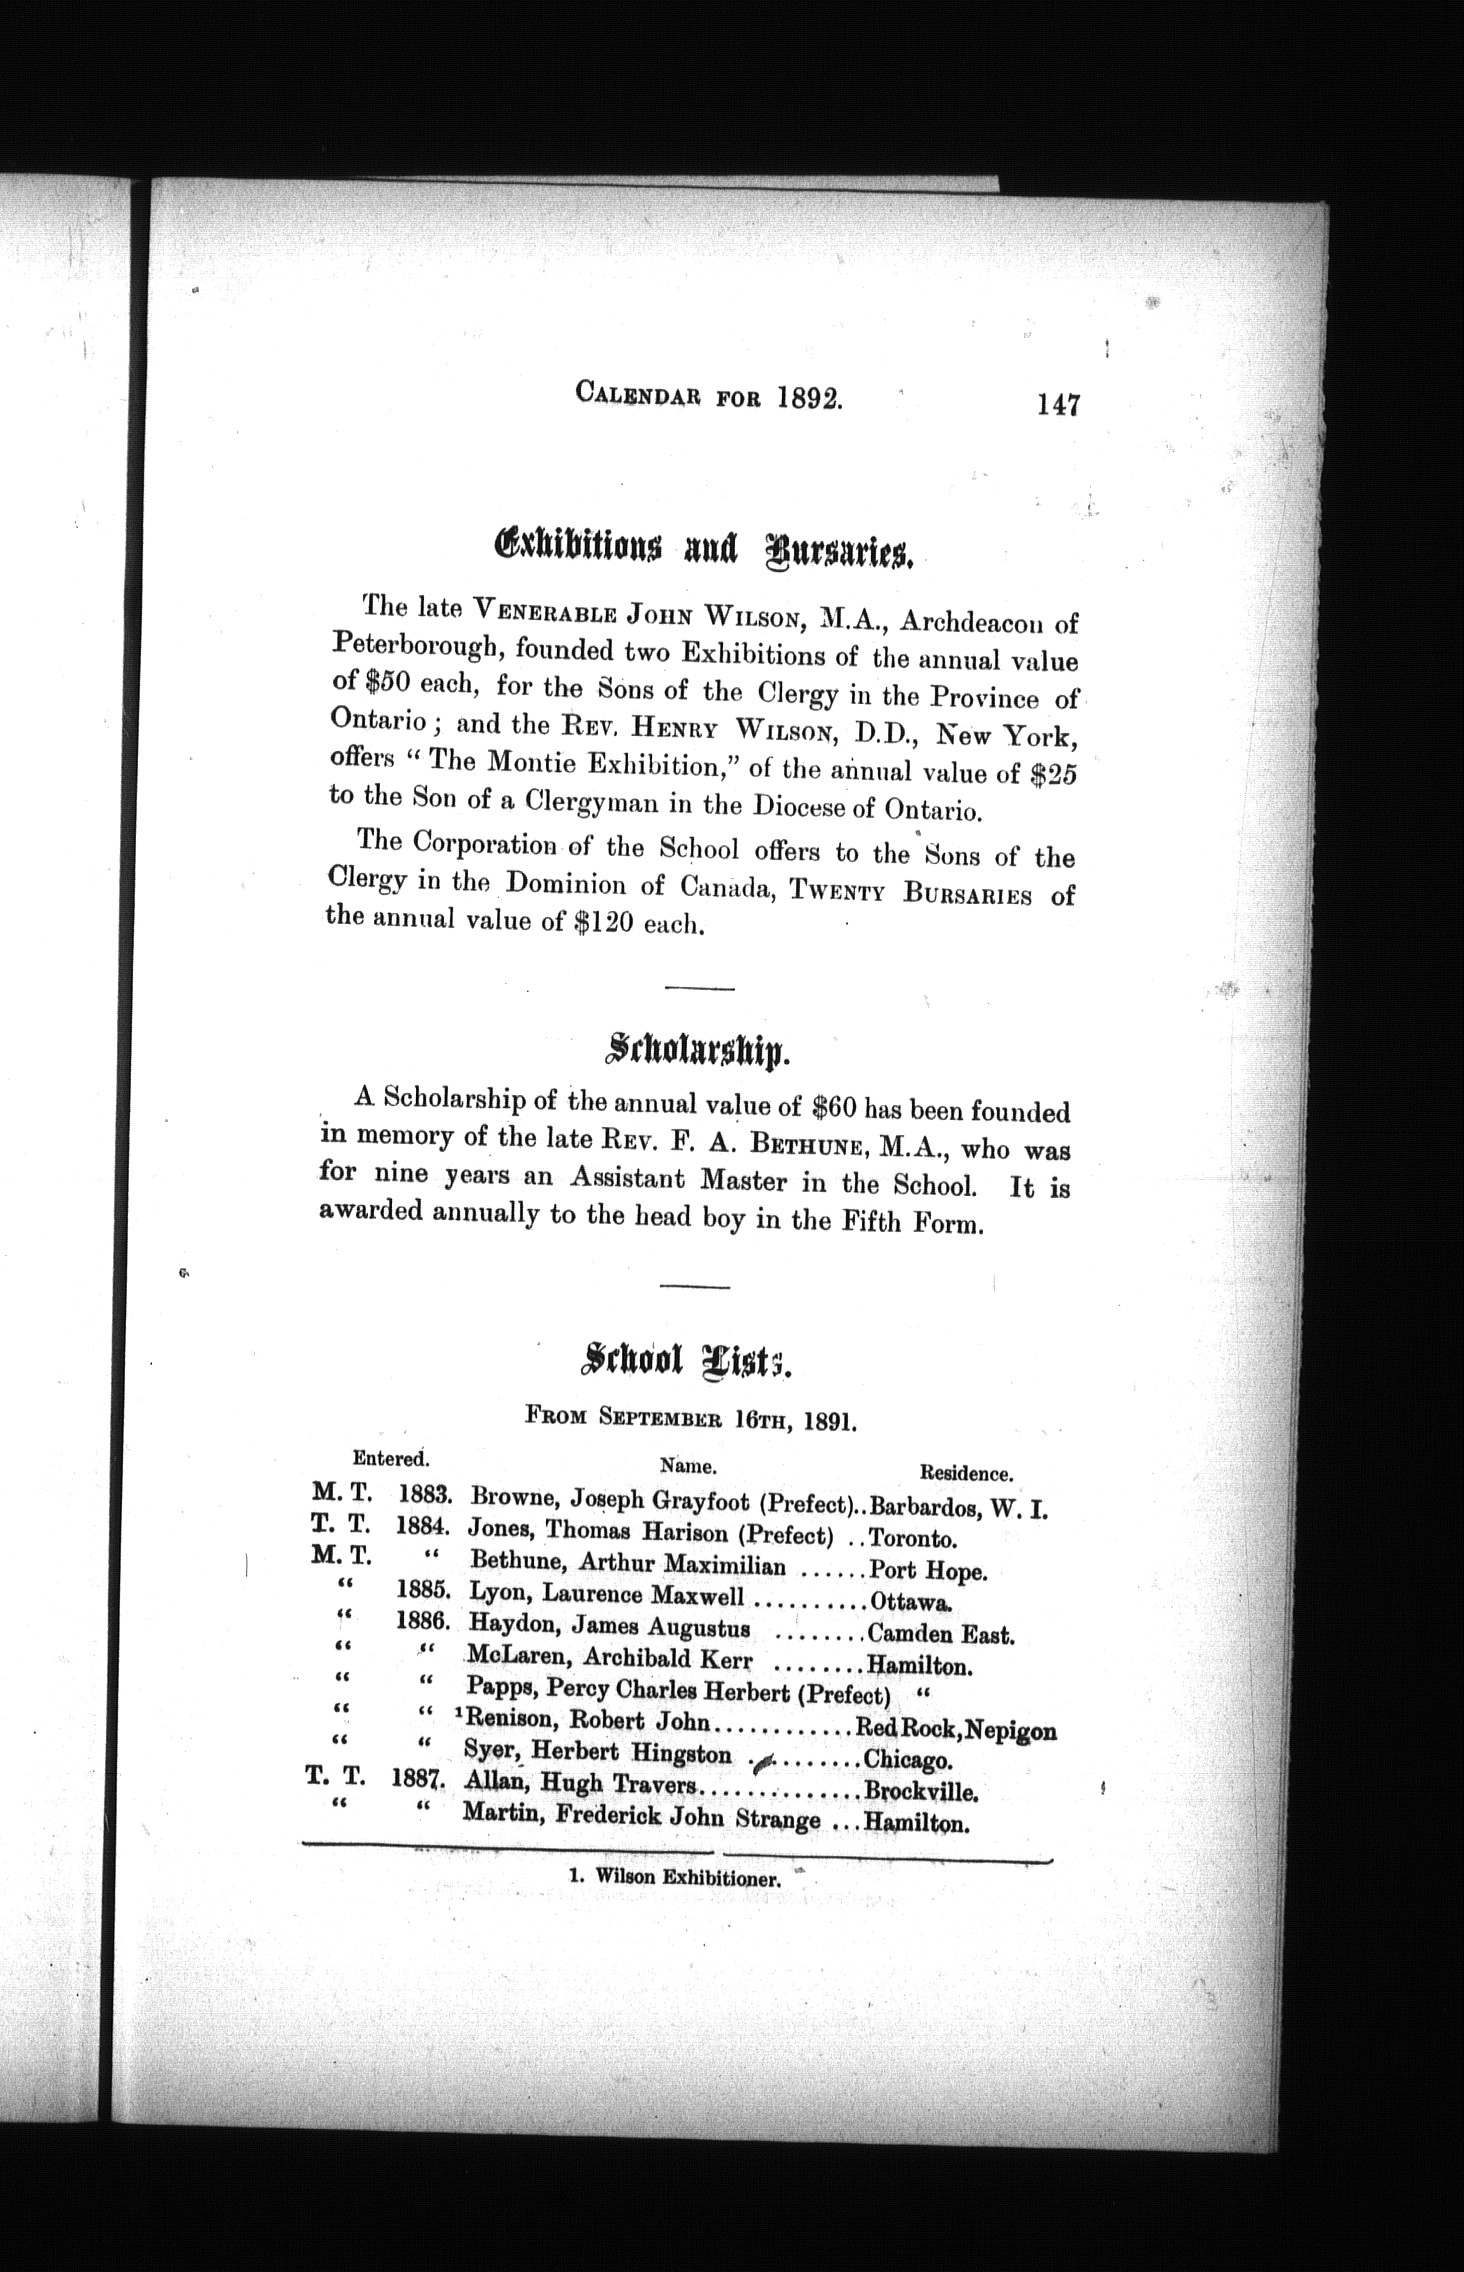 CALENDAR FOR 1892. 147
Exhibitions and Bursaries.
The late VENERABLE JOHN WILSON, M.A., Archdeacon of
Peterborough, founded two Exhibitions of the annual value
of $50 each, for the Sons of the Clergy in the Province of
Ontario; and the REV. HENRY WILSON, D.D., New York,
offers “The Montie Exhibition,” of the annual value of $25
to the Son of a Clergyman in the Diocese of Ontario.
The Corporation of the School offers to the Sons of the
Clergy in the Dominion of Canada, TWENTY BURSARIES of
the annual value of $120 each.
Scholarship.
A Scholarship of the annual value of $60 has been founded
in memory of the late REV. F. A. BETHUNE, M.A., who was
for nine years an Assistant Master in the School. It is
awarded annually to the head boy in the Fifth Form.
School Lists.
FROM SEPTEMBER 16TH, 1891.
Entered. Name. Residence.
M. T. 1883. Browne, Joseph Grayfoot (Prefect)..Barbardos, W. I.
T. T. 1884. Jones, Thomas Harison (Prefect) ..Toronto.
M. T. “ Bethune, Arthur Maximilian ......Port Hope.
“ 1885. Lyon, Laurence Maxwell ..........Ottawa.
“ 1886. Haydon, James Augustus ........Camden East.
“ “ McLaren, Archibald Kerr ........Hamilton.
“ “ Papps, Percy Charles Herbert (Prefect) “
“ “ ¹Renison, Robert John............Red Rock, Nepigon
“ “ Syer, Herbert Hingston ..........Chicago.
T. T. 1887. Allan, Hugh Travers...............Brockville.
“ “ Martin, Frederick John Strange ...Hamilton.
1. Wilson Exhibitioner.